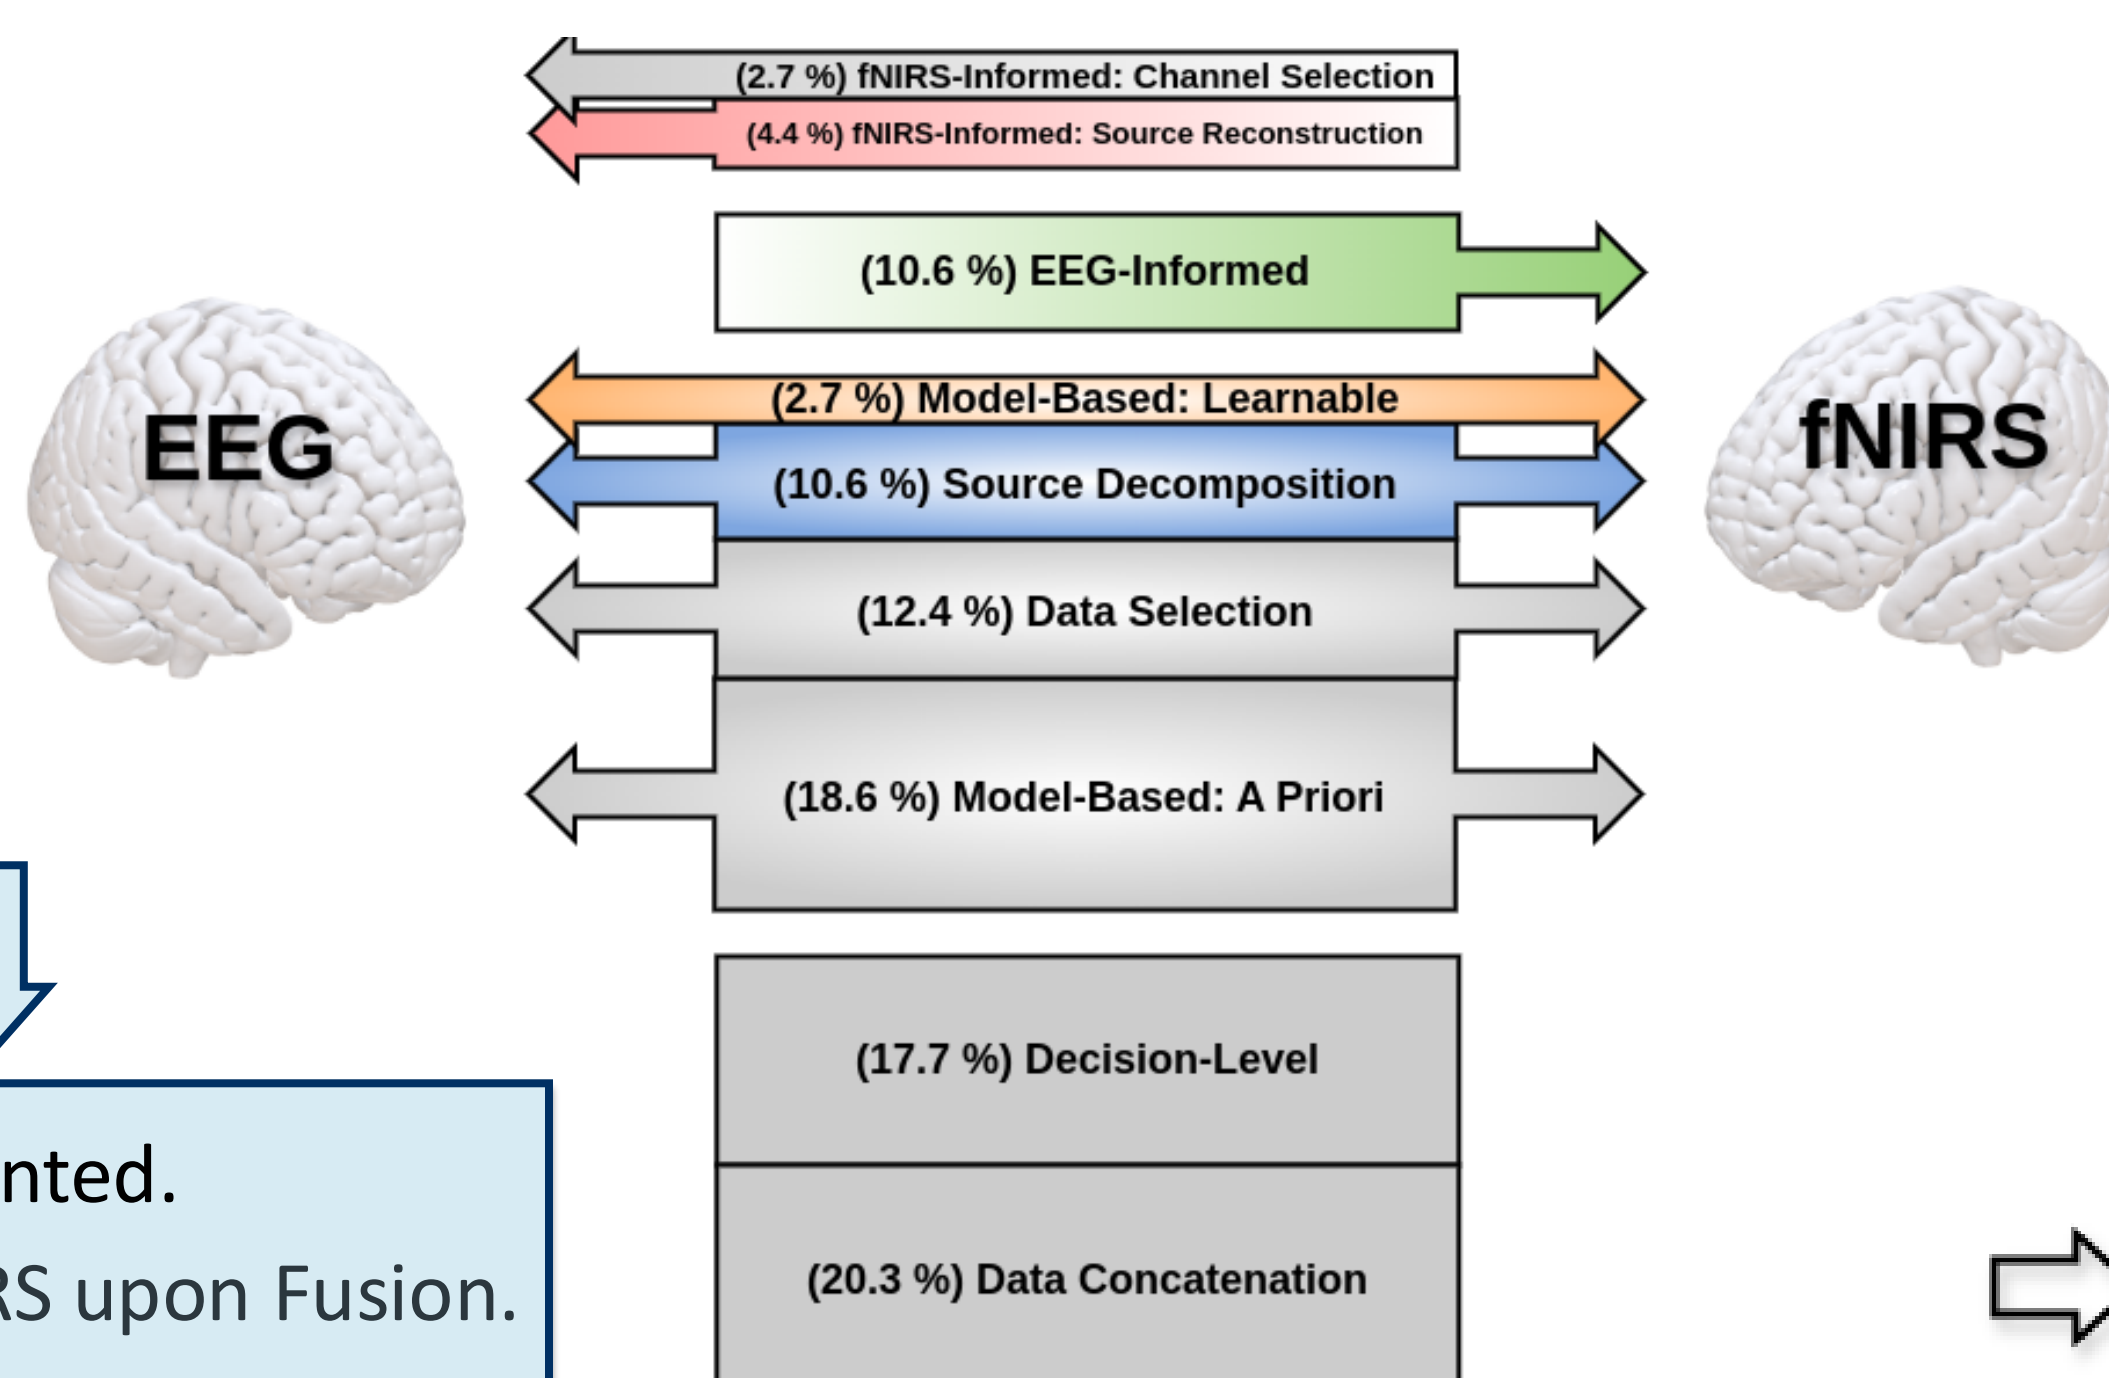 (2.7 %) fNIRS-Informed: Channel Selection
(4.4 %) fNIRS-Informed: Source Reconstruction
(10.6 %) EEG-Informed
(2.7 %) Model-Based: Learnable
EEG
fNIRS
(10.6 %) Source Decomposition
(12.4 %) Data Selection
(18.6 %) Model-Based: A Priori
(17.7 %) Decision-Level
nted.
RS upon Fusion.
(20.3 %) Data Concatenation